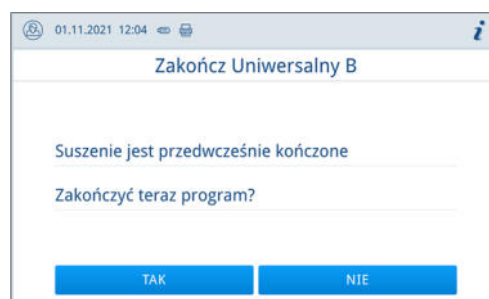 01.11.2021 12:04
i
Zakończ Uniwersalny B
Suszenie jest przedwcześnie kończone
Zakończyć teraz program?
TAK NIE